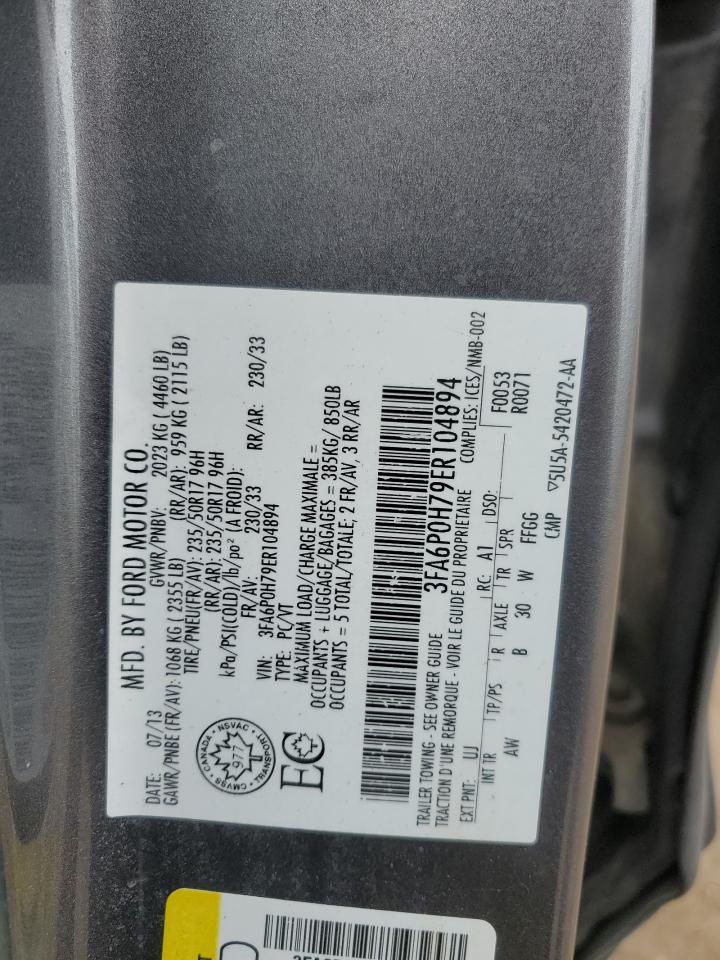 MFD. BY FORD MOTOR CO.
DATE: 07/13 GVWR/PNBV: 2023 KG ( 4460 LB)
GAWR/PNBE (FR/AV): 1068 KG ( 2355 LB) (RR/AR): 959 KG ( 2115 LB)
TIRE/PNEU(FR/AV): 235/50R17 96H
(RR/AR): 235/50R17 96H
kPa/PSI(COLD)/lb/po² (A FROID):
FR/AV: 230/33 RR/AR: 230/33
VIN: 3FA6P0H79ER104894
TYPE: PC/VT
MAXIMUM LOAD/CHARGE MAXIMALE =
OCCUPANTS + LUGGAGE/BAGAGES = 385KG/ 850LB
OCCUPANTS = 5 TOTAL/TOTALE; 2 FR/AV, 3 RR/AR
CANADA NSVAC TRANSPORT CMVSS
977
EC
3FA6P0H79ER104894
TRAILER TOWING - SEE OWNER GUIDE COMPLIES: ICES/NMB-002
TRACTION D'UNE REMORQUE - VOIR LE GUIDE DU PROPRIETAIRE
EXT PNT: UJ RC: A1 DSO: F0053
R0071
INT TR TP/PS R AXLE TR SPR
AW B 30 W FFGG
CMP ▽5U5A-5420472-AA